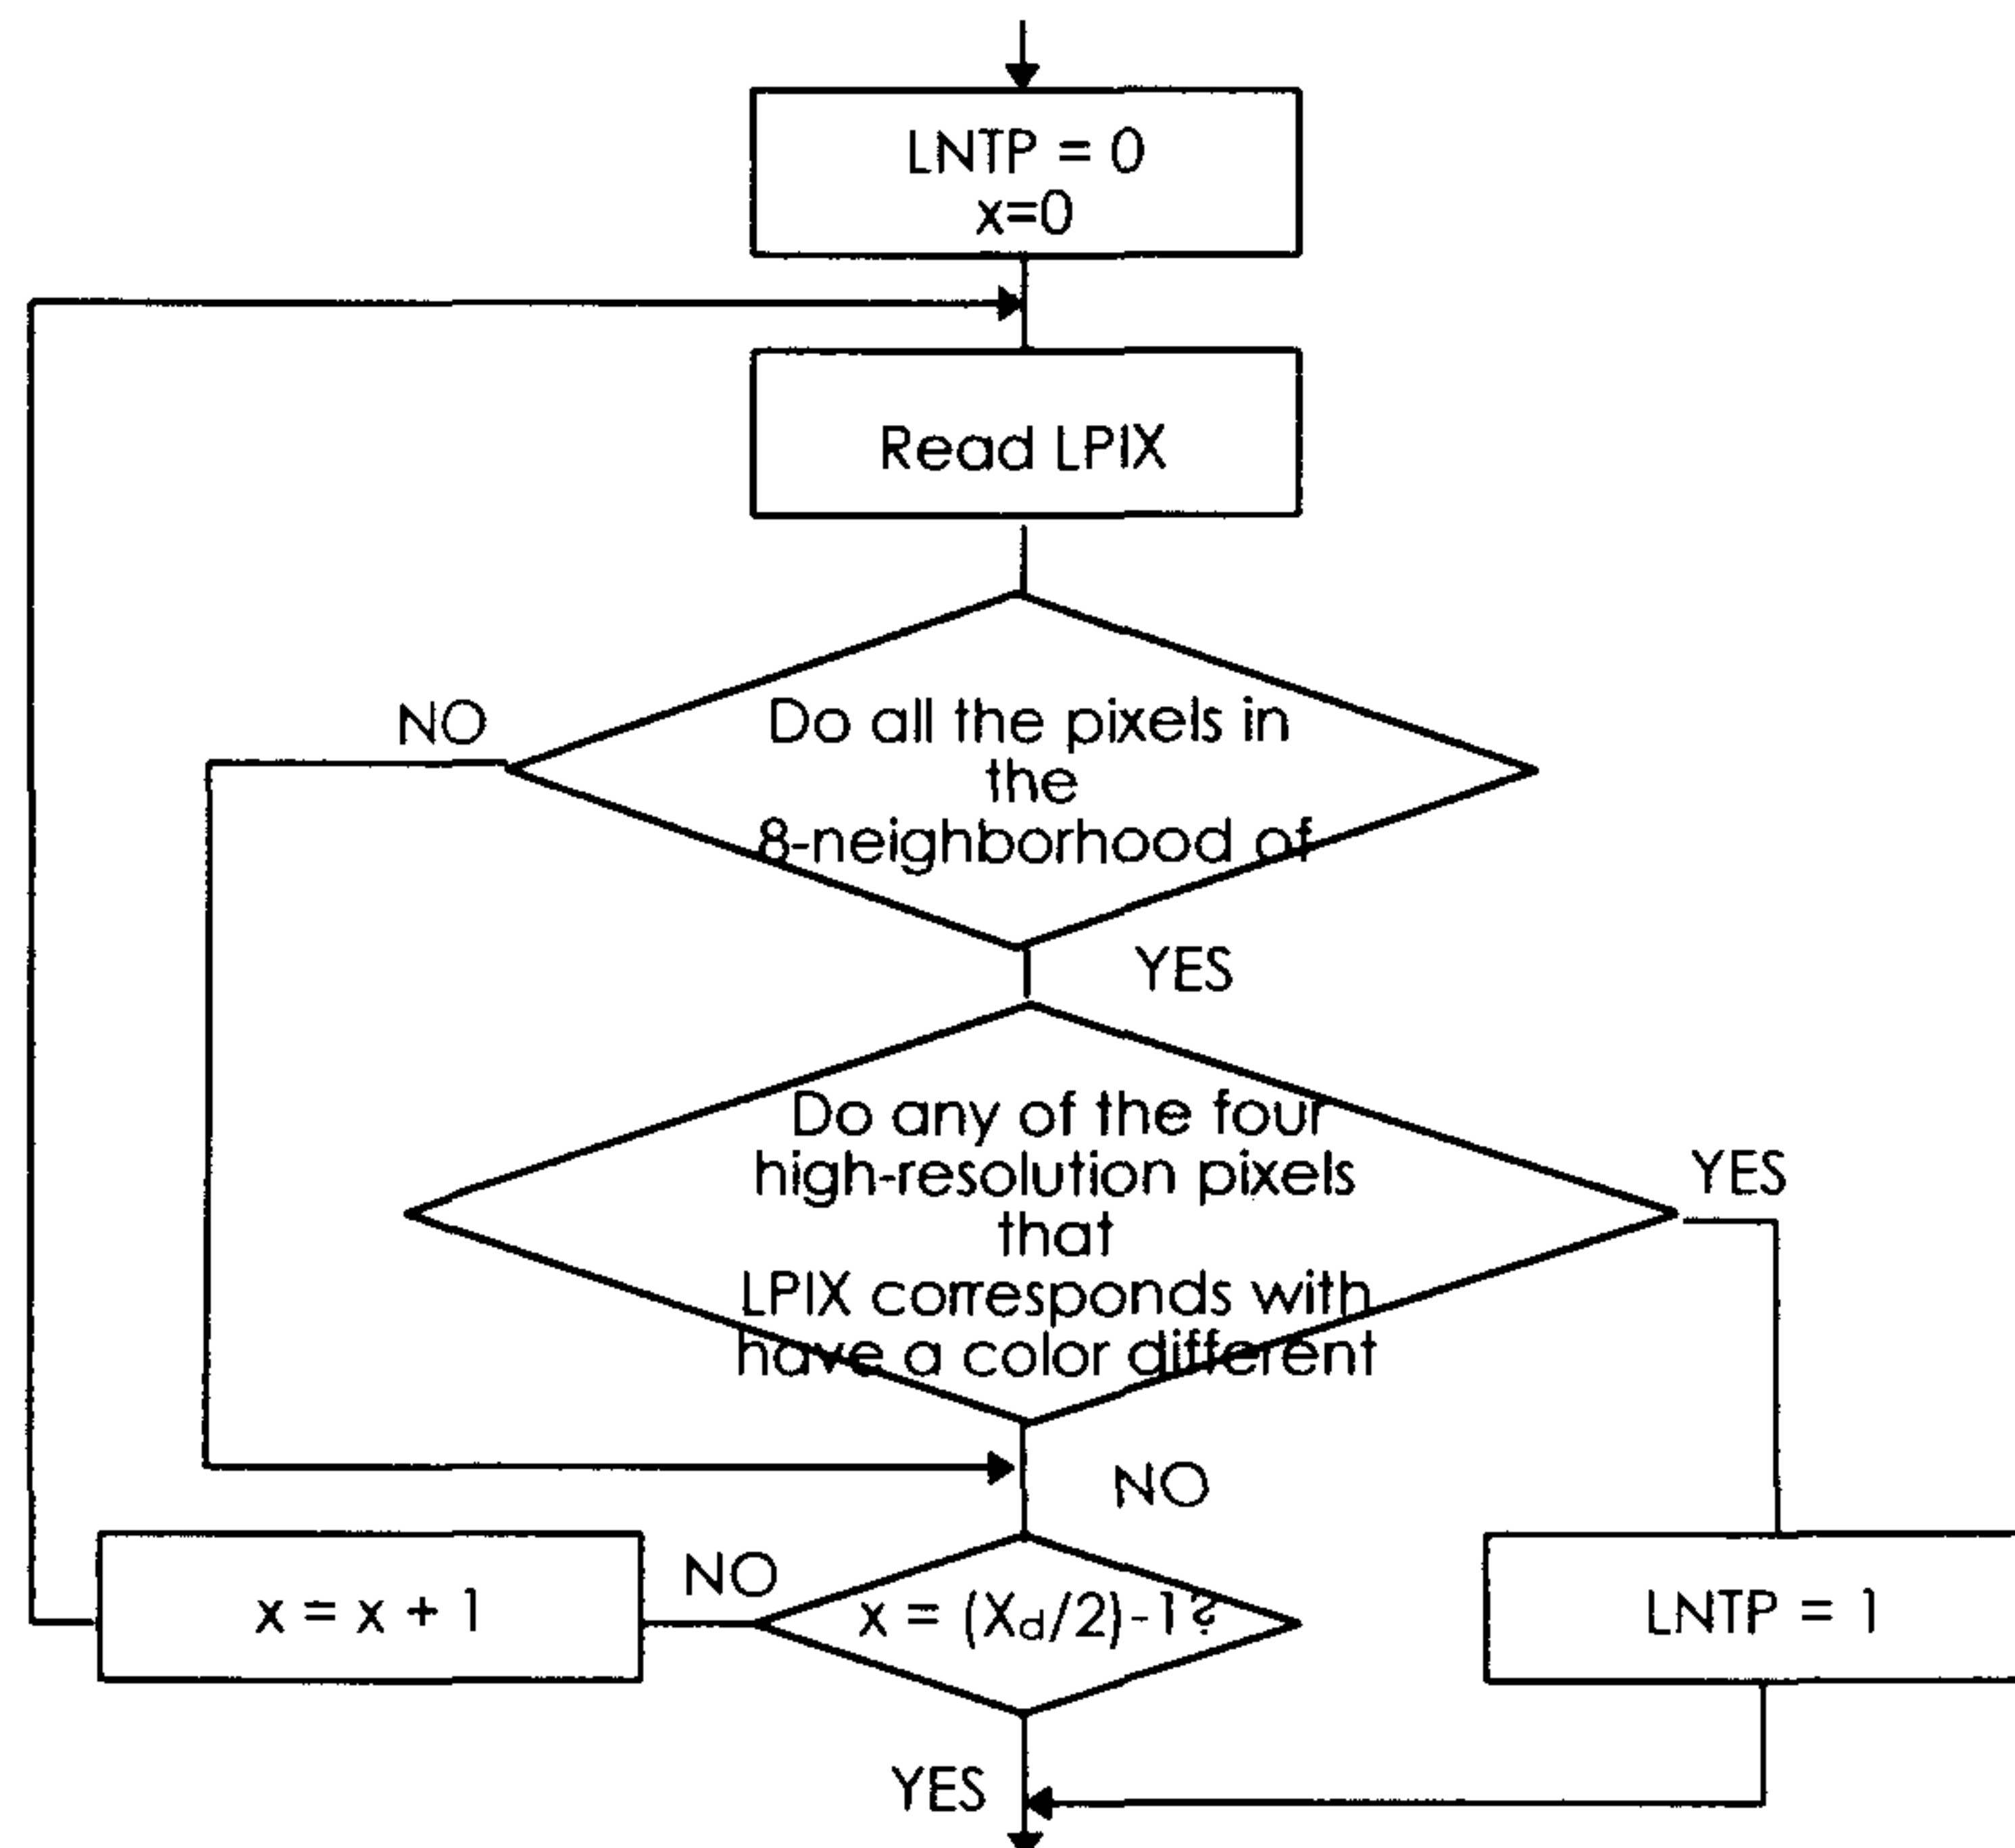 LNTP = 0
x=0
Read LPIX
NO
Do all the pixels in
the
8-neighborhood of
YES
Do any of the four
high-resolution pixels
that
LPIX corresponds with
have a color different
YES
NO
x = x + 1
NO
x = (Xd/2)-1?
LNTP = 1
YES